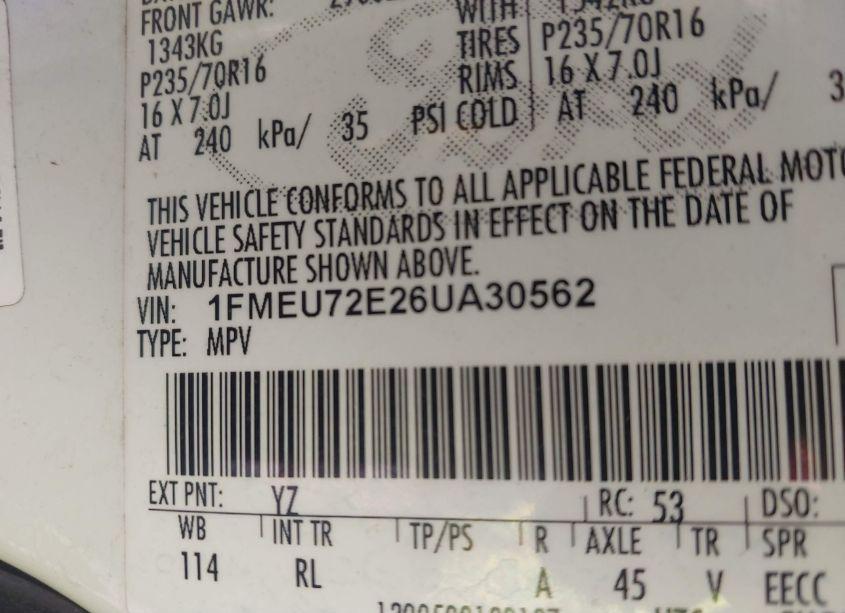 FRONT GAWR: WITH
1343KG TIRES P235/70R16
P235/70R16 RIMS 16 X 7.0J
16 X 7.0J
AT 240 kPa/ 35 PSI COLD AT 240 kPa/ 3
THIS VEHICLE CONFORMS TO ALL APPLICABLE FEDERAL MOTO
VEHICLE SAFETY STANDARDS IN EFFECT ON THE DATE OF
MANUFACTURE SHOWN ABOVE.
VIN: 1FMEU72E26UA30562
TYPE: MPV
EXT PNT: YZ RC: 53 DSO:
WB INT TR TP/PS R AXLE TR SPR
114 RL A 45 V EECC